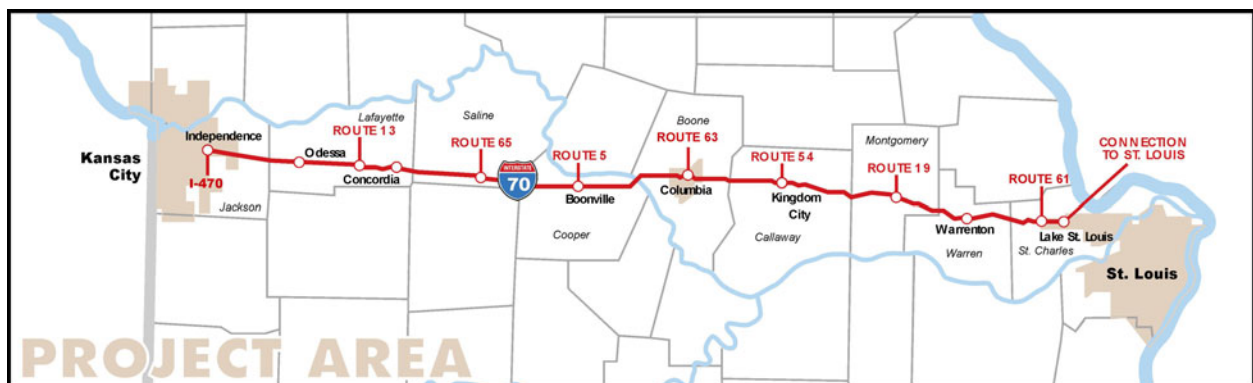 Kansas
City
Independence
I-470
Jackson
Odessa
Lafayette
ROUTE 13
Concordia
Saline
ROUTE 65
INTERSTATE
70
ROUTE 5
Boonville
Cooper
Boone
ROUTE 63
Columbia
ROUTE 54
Kingdom
City
Callaway
Montgomery
ROUTE 19
Warrenton
Warren
ROUTE 61
Lake St. Louis
St. Charles
CONNECTION
TO ST. LOUIS
St. Louis
PROJECT AREA